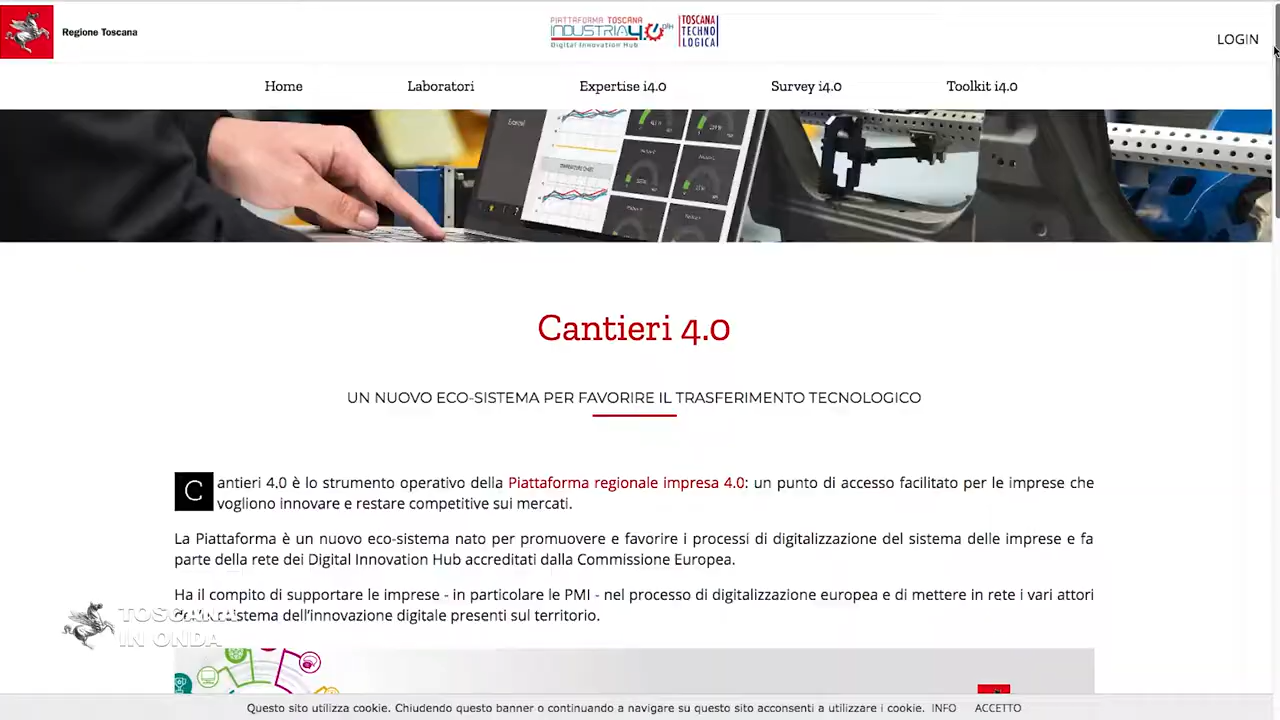 Regione Toscana
PIATTAFORMA TOSCANA
INDUSTRIA 4.0 DIH
Digital Innovation Hub
TOSCANA
TECHNO
LOGICA
LOGIN
Home
Laboratori
Expertise i4.0
Survey i4.0
Toolkit i4.0
Cantieri 4.0
UN NUOVO ECO-SISTEMA PER FAVORIRE IL TRASFERIMENTO TECNOLOGICO
Cantieri 4.0 è lo strumento operativo della Piattaforma regionale impresa 4.0: un punto di accesso facilitato per le imprese che
vogliono innovare e restare competitive sui mercati.
La Piattaforma è un nuovo eco-sistema nato per promuovere e favorire i processi di digitalizzazione del sistema delle imprese e fa
parte della rete dei Digital Innovation Hub accreditati dalla Commissione Europea.
Ha il compito di supportare le imprese - in particolare le PMI - nel processo di digitalizzazione europea e di mettere in rete i vari attori
sistema dell'innovazione digitale presenti sul territorio.
TOSCANA
IN ONDA
Questo sito utilizza cookie. Chiudendo questo banner o continuando a navigare su questo sito acconsenti a utilizzare i cookie. INFO ACCETTO